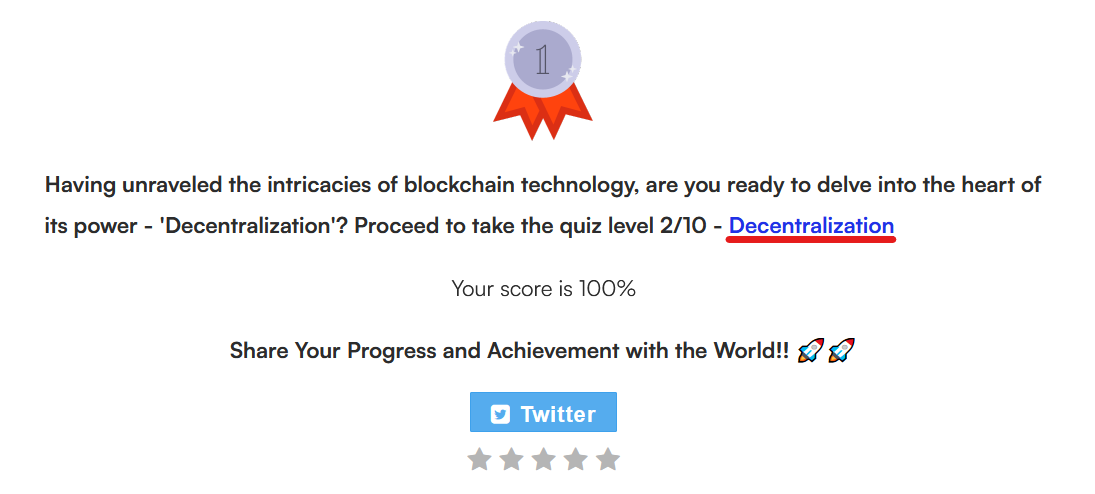 1
Having unraveled the intricacies of blockchain technology, are you ready to delve into the heart of
its power - 'Decentralization'? Proceed to take the quiz level 2/10 - Decentralization
Your score is 100%
Share Your Progress and Achievement with the World!! 🚀🚀
Twitter